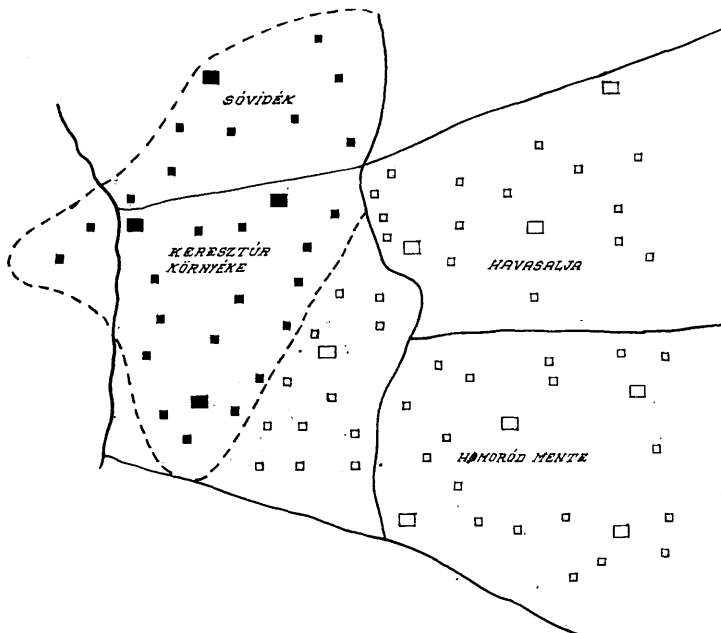 SÓVIDÉK
KERESZTÚR
KÖRNYÉKE
HAVASALJA
HOMORÓD MENTE